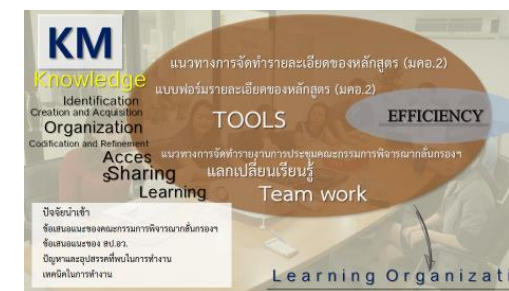 KM
Knowledge
Identification
Creation and Acquisition
Organization
Codification and Refinement
Acces
s
Sharing
Learning
แนวทางการจัดทำรายละเอียดของหลักสูตร (มคอ.2)
แบบฟอร์มรายละเอียดของหลักสูตร (มคอ.2)
TOOLS
EFFICIENCY
แนวทางการจัดทำรายงานการประชุมคณะกรรมการพิจารณากลั่นกรองฯ
แลกเปลี่ยนเรียนรู้
Team work
ปัจจัยนำเข้า
ข้อเสนอแนะของคณะกรรมการพิจารณากลั่นกรองฯ
ข้อเสนอแนะของ สป.อว.
ปัญหาและอุปสรรคที่พบในการทำงาน
เทคนิคในการทำงาน
Learning Organizati